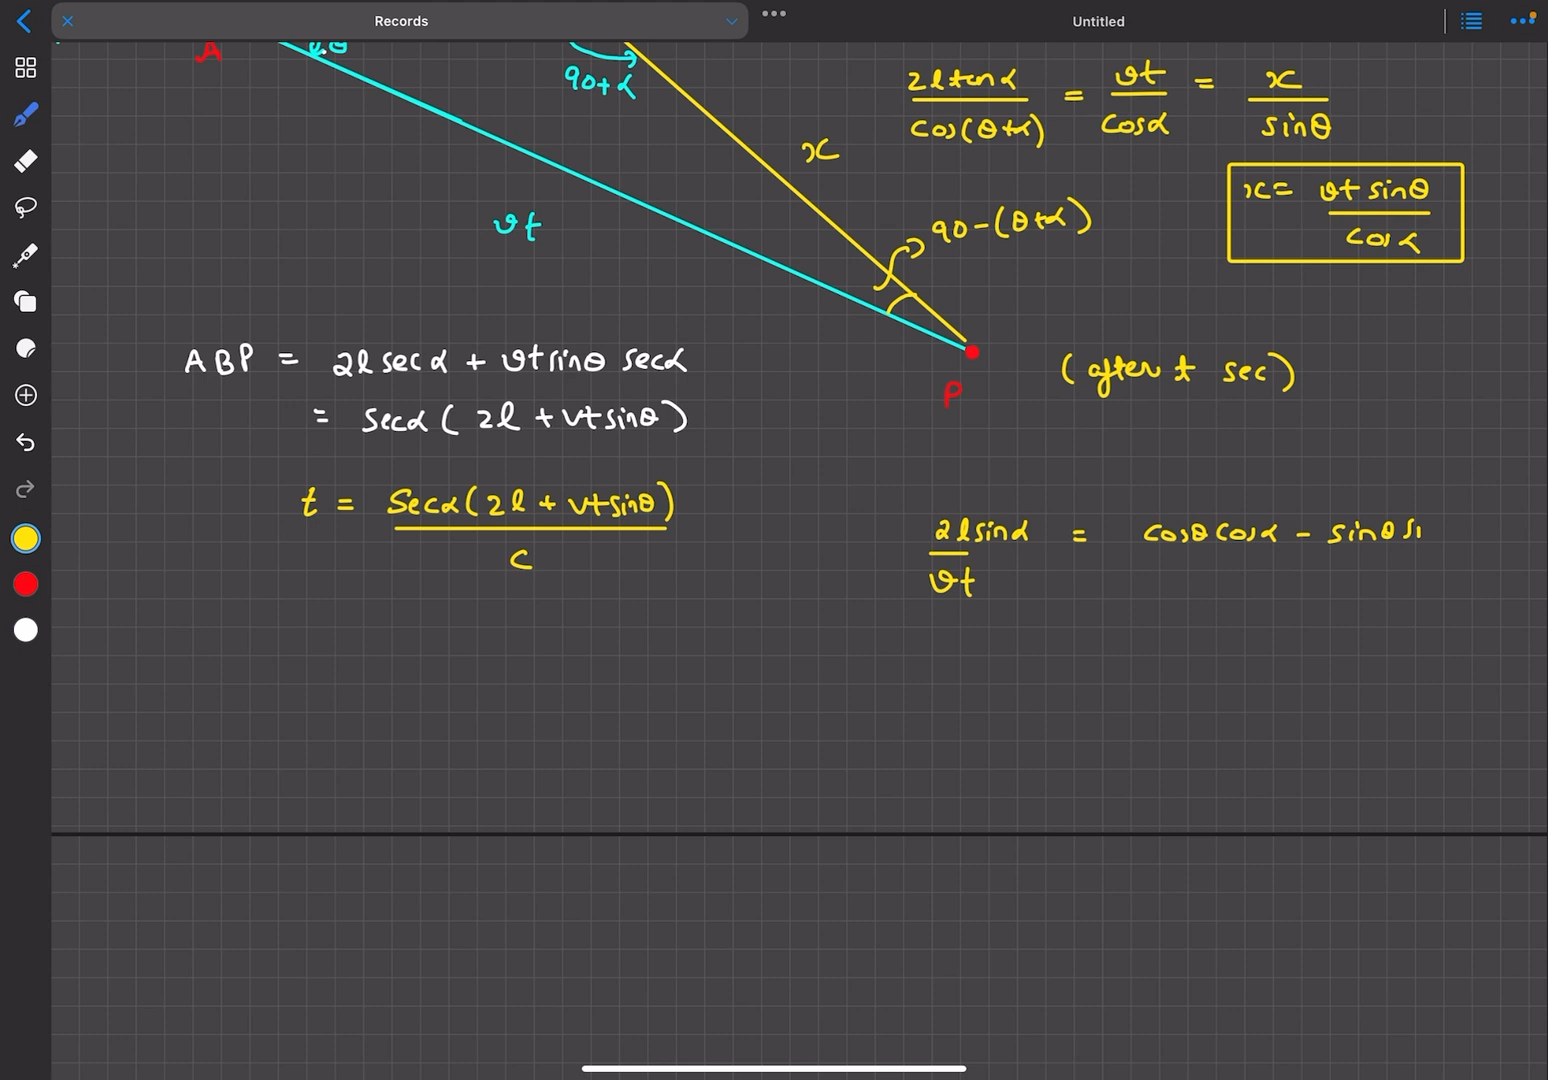 Records
Untitled
A
θ
90+α
2l tanα / cos(θ+α) = vt / cosα = x / sinθ
x
x = vt sinθ / cosα
90-(θ+α)
vt
ABP = 2l secα + vt sinθ secα
= secα ( 2l + vt sinθ )
P
(after t sec)
t = Secα(2l + vt sinθ) / c
2l sinα / vt = cosθ cosα - sinθ si